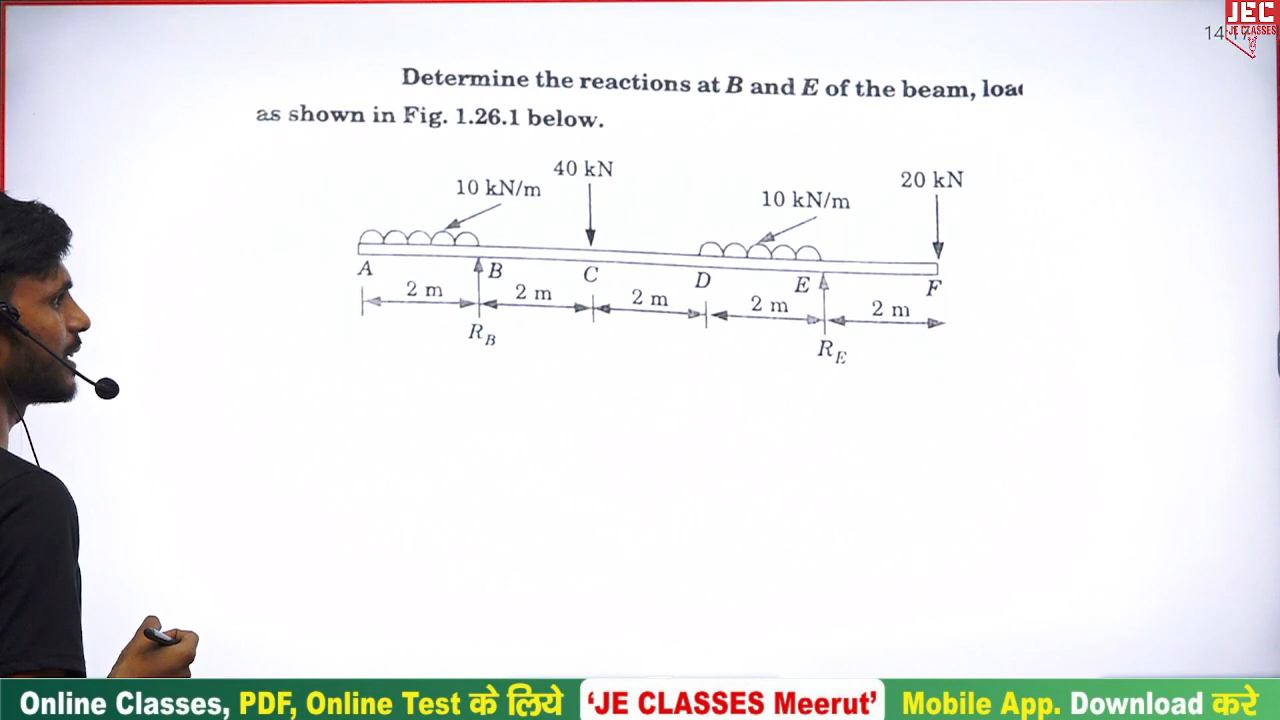 JEC
JE CLASSES
Determine the reactions at B and E of the beam,
as shown in Fig. 1.26.1 below.
40 kN
10 kN/m
20 kN
10 kN/m
A
B
C
D
E
F
2 m
2 m
2 m
2 m
2 m
R_B
R_E
Online Classes, PDF, Online Test के लिये 'JE CLASSES Meerut' Mobile App. Download करे